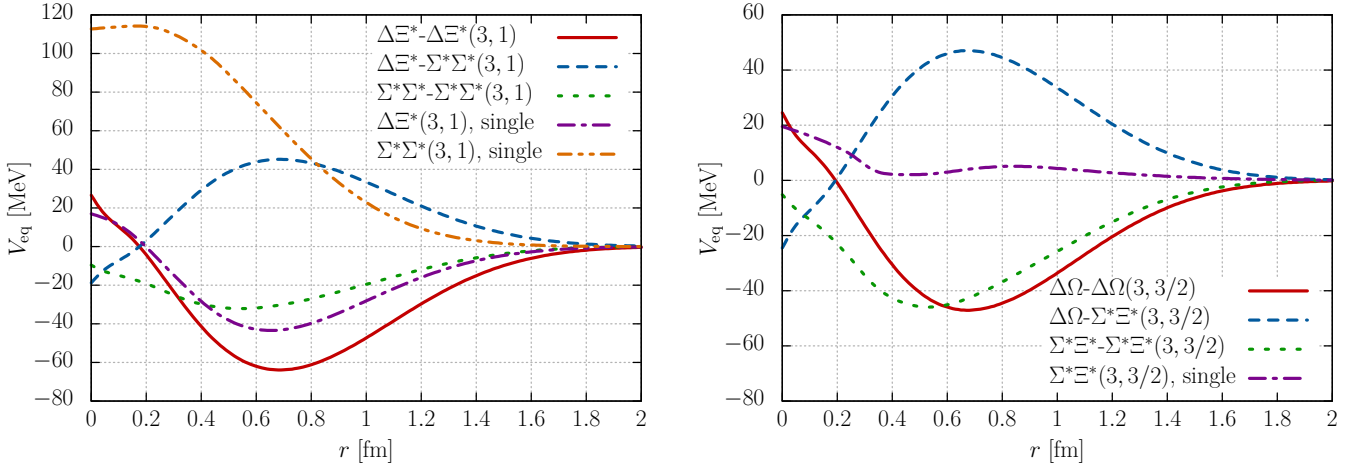 120
100
80
60
40
20
0
−20
−40
−60
−80
V_eq [MeV]
0 0.2 0.4 0.6 0.8 1 1.2 1.4 1.6 1.8 2
r [fm]
ΔΞ*-ΔΞ*(3, 1)
ΔΞ*-Σ*Σ*(3, 1)
Σ*Σ*-Σ*Σ*(3, 1)
ΔΞ*(3, 1), single
Σ*Σ*(3, 1), single
60
40
20
0
−20
−40
−60
−80
V_eq [MeV]
0 0.2 0.4 0.6 0.8 1 1.2 1.4 1.6 1.8 2
r [fm]
ΔΩ-ΔΩ(3, 3/2)
ΔΩ-Σ*Ξ*(3, 3/2)
Σ*Ξ*-Σ*Ξ*(3, 3/2)
Σ*Ξ*(3, 3/2), single